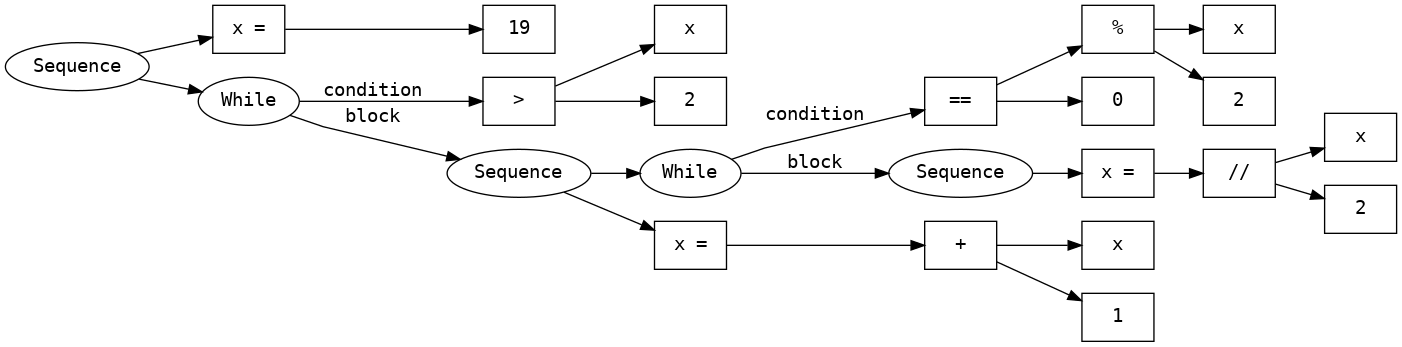 Sequence
x =
19
While
condition
block
>
x
2
Sequence
While
condition
block
==
%
x
2
0
Sequence
x =
//
x
2
x =
+
x
1